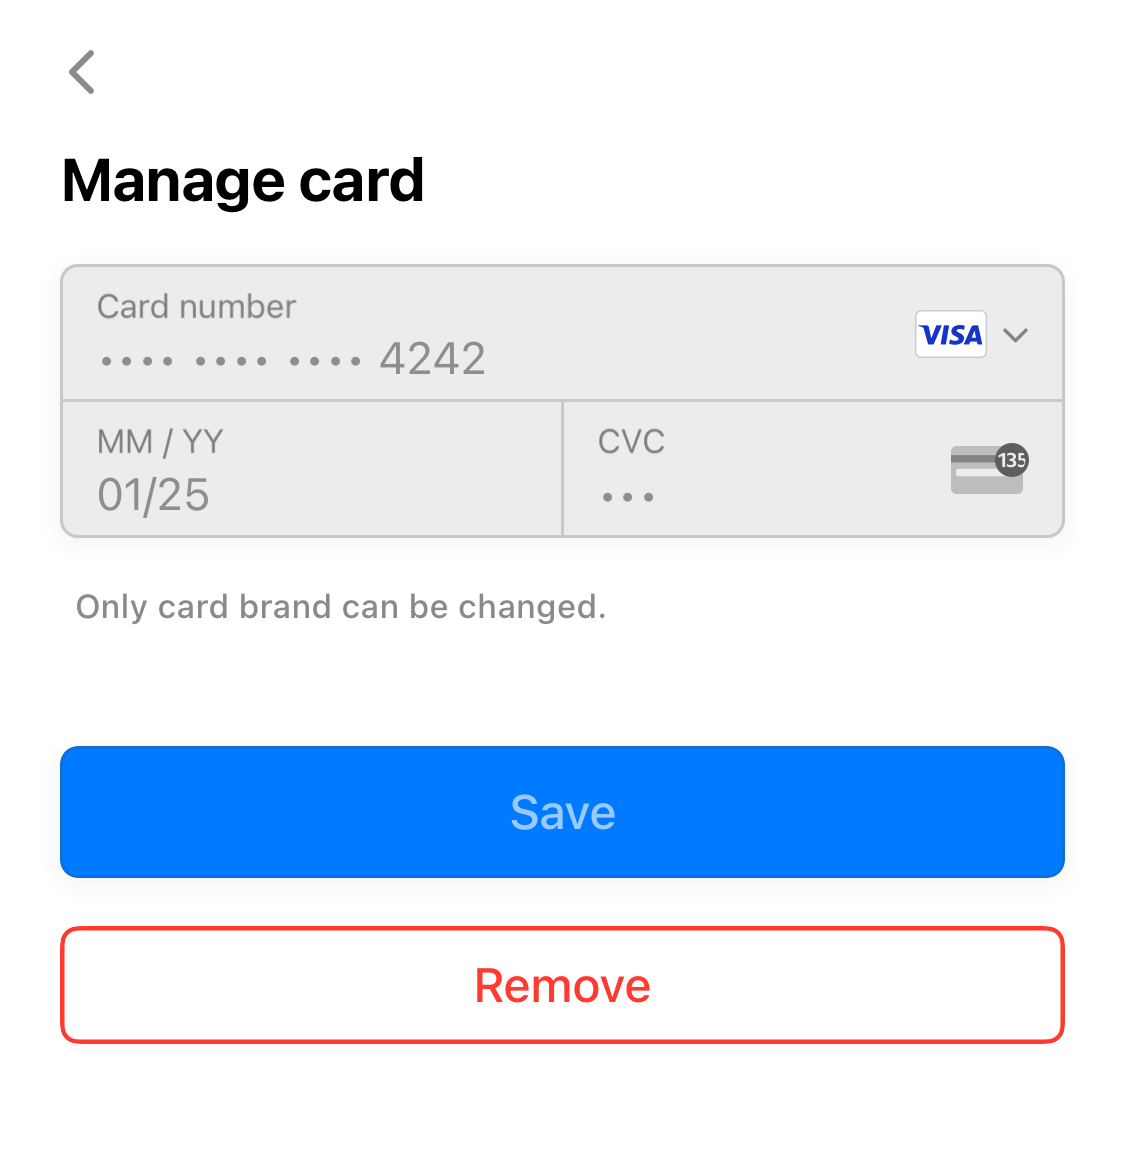 Manage card
Card number
•••• •••• •••• 4242
VISA
MM / YY
01/25
CVC
•••
135
Only card brand can be changed.
Save
Remove